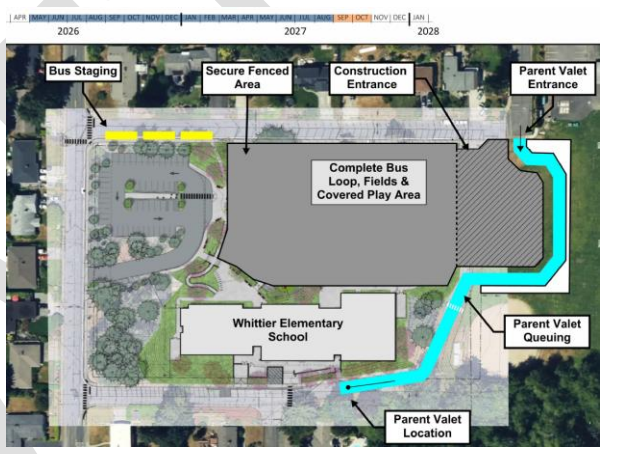 APR MAY JUN JUL AUG SEP OCT NOV DEC JAN FEB MAR APR MAY JUN JUL AUG SEP OCT NOV DEC JAN
2026 2027 2028
Bus Staging
Secure Fenced
Area
Construction
Entrance
Parent Valet
Entrance
Complete Bus
Loop, Fields &
Covered Play Area
Whittier Elementary
School
Parent Valet
Queuing
Parent Valet
Location